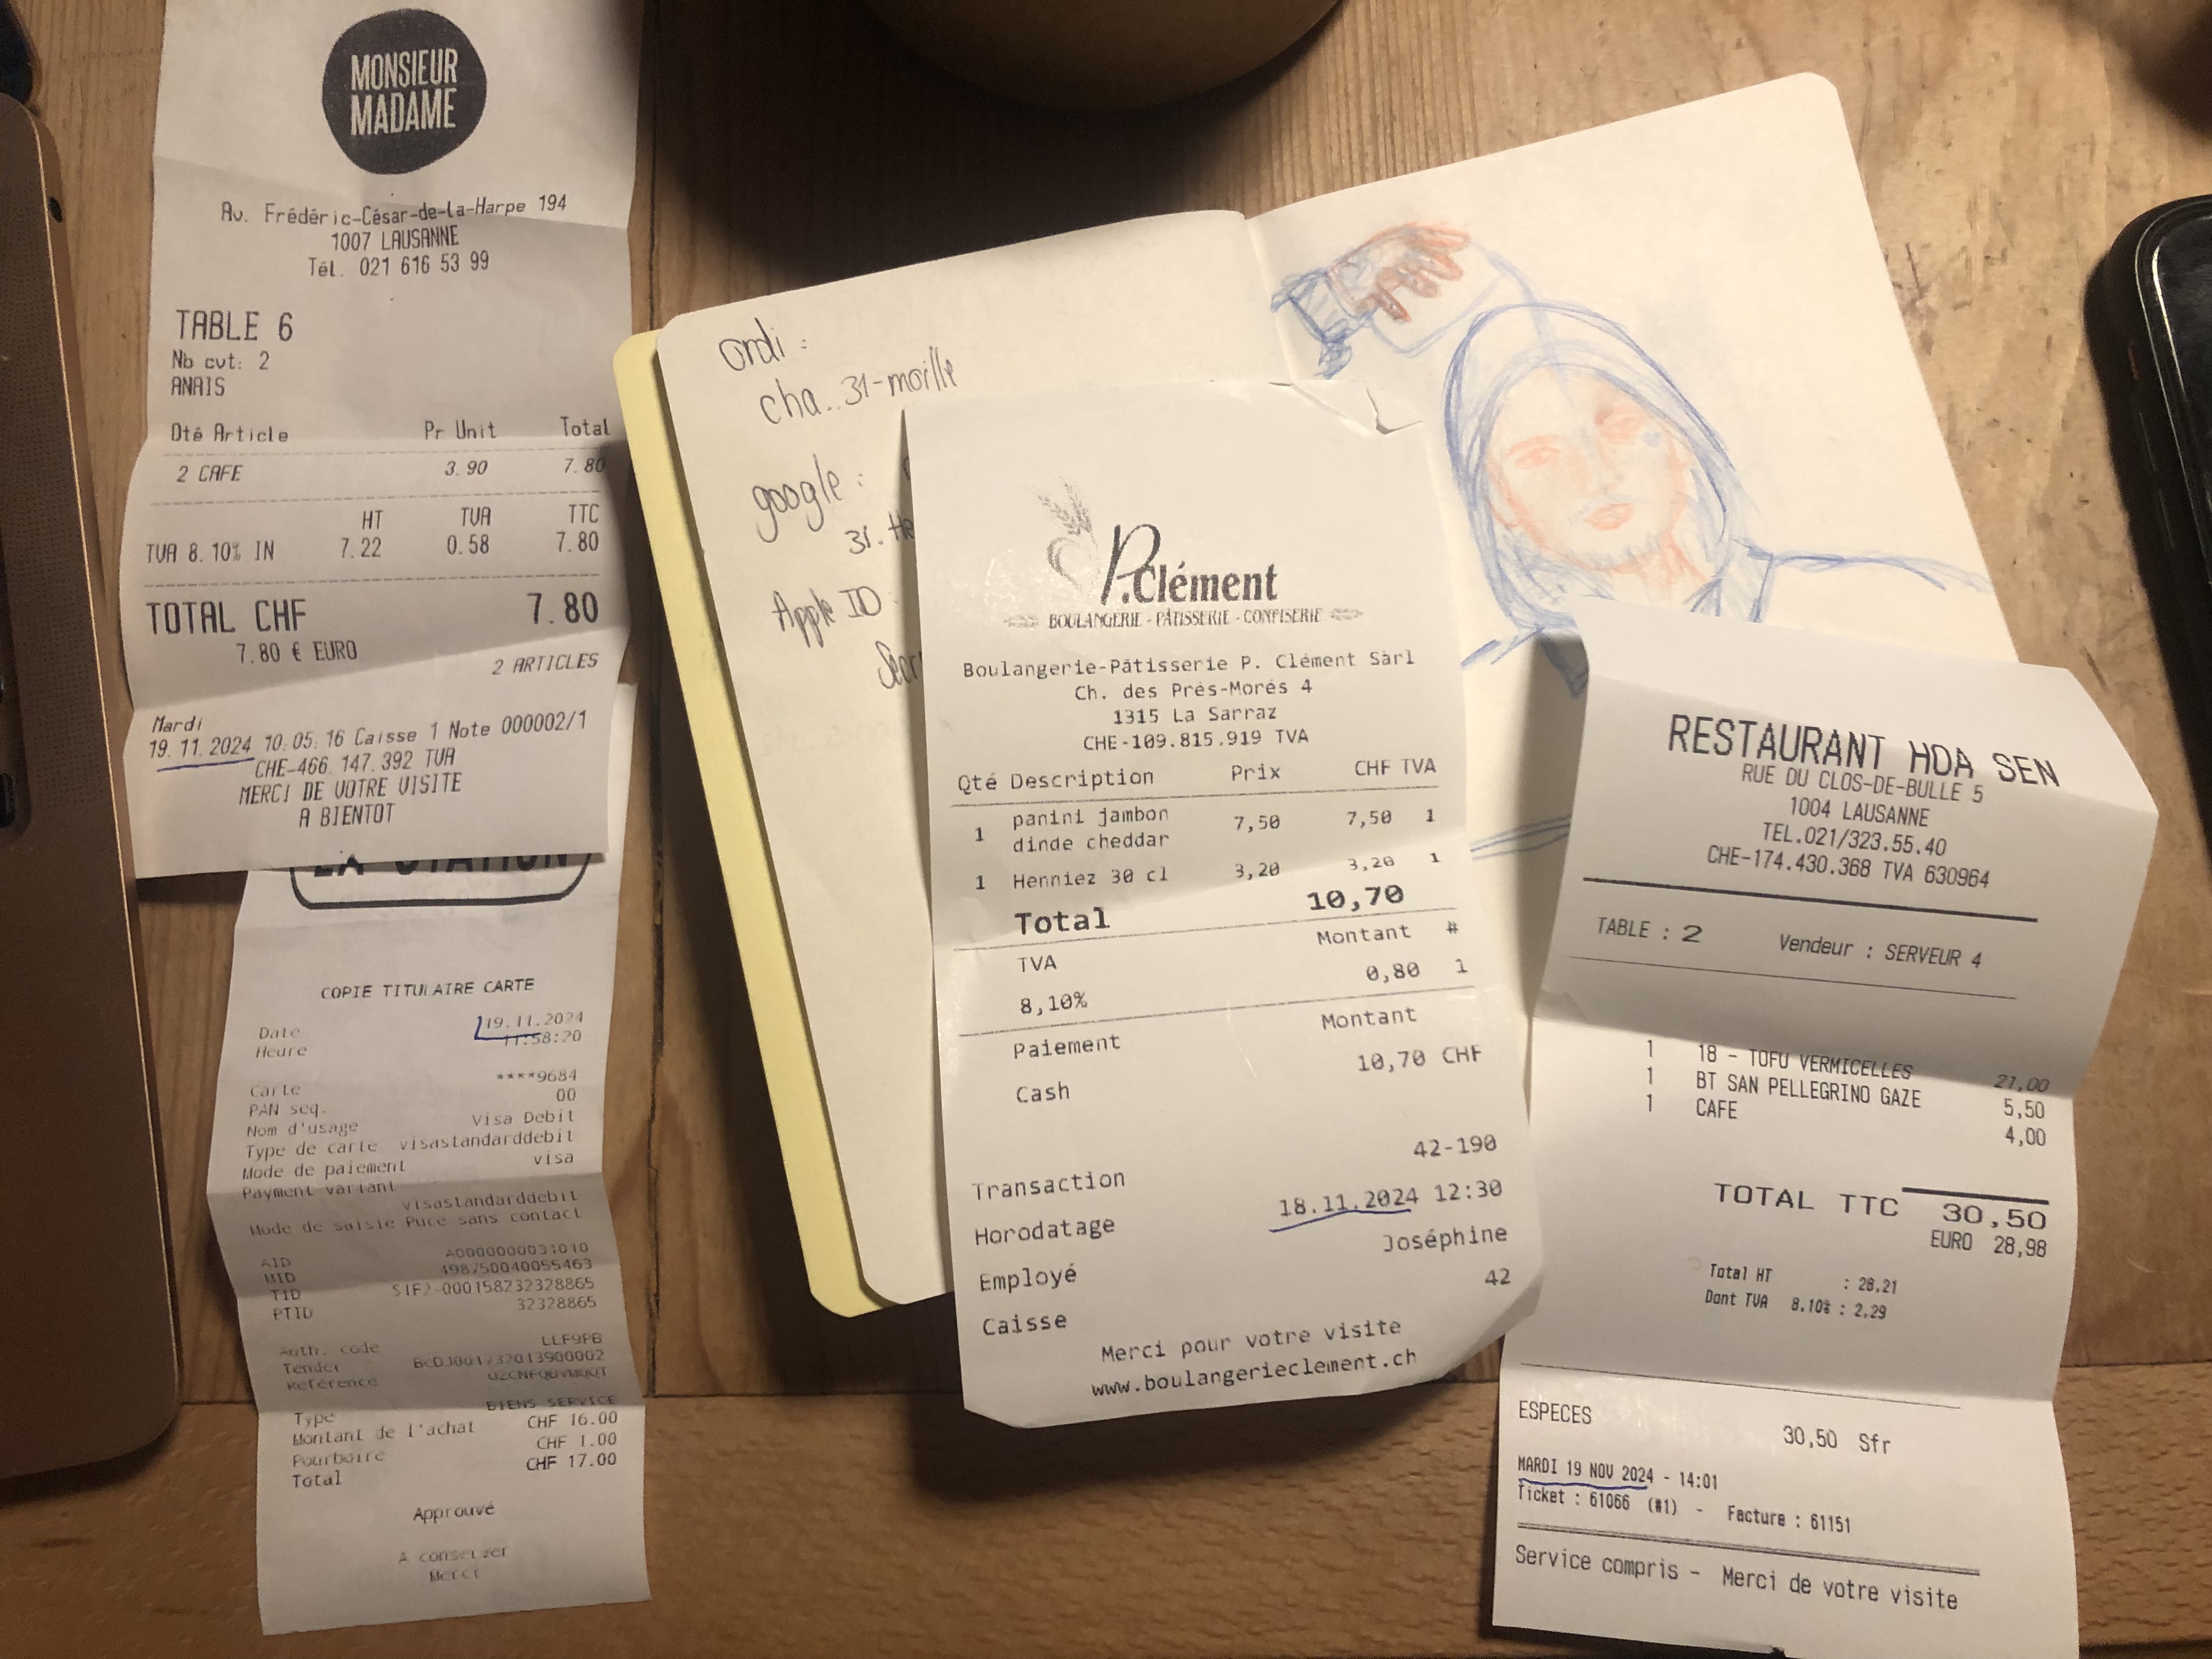 MONSIEUR
MADAME
Av. Frédéric-César-de-La-Harpe 194
1007 LAUSANNE
Tél. 021 616 53 99
TABLE 6
Nb cvt: 2
ANAIS
Qté Article Pr Unit Total
2 CAFE 3.90 7.80
HT TVA TTC
TVA 8.10% IN 7.22 0.58 7.80
TOTAL CHF 7.80
7.80 € EURO
2 ARTICLES
Mardi
19.11.2024 10:05:16 Caisse 1 Note 000002/1
CHE-466.147.392 TVA
MERCI DE VOTRE VISITE
A BIENTOT
COPIE TITULAIRE CARTE
Date 19.11.2024
Heure 11:58:20
Carte ****9684
PAN seq. 00
Nom d'usage Visa Debit
Type de carte visastandarddebit
Mode de paiement visa
Payment variant visastandarddebit
Mode de saisie Puce sans contact
AID A0000000031010
MID 498750040055463
TID S1F2-000158232328865
PTID 32328865
Auth. code LLF9PB
Tender
Reference
BIENS SERVICE
Type
Montant de l'achat CHF 16.00
Pourboire CHF 1.00
Total CHF 17.00
Approuvé
A conserver
Merci
ordi :
cha..31-moille
google :
31.He
Apple ID :
P.Clément
BOULANGERIE - PÂTISSERIE - CONFISERIE
Boulangerie-Pâtisserie P. Clément Sàrl
Ch. des Prés-Morés 4
1315 La Sarraz
CHE-109.815.919 TVA
Qté Description Prix CHF TVA
1 panini jambon 7,50 7,50 1
dinde cheddar
1 Henniez 30 cl 3,20 3,20 1
Total 10,70
TVA Montant #
8,10% 0,80 1
Paiement Montant
Cash 10,70 CHF
Transaction 42-190
Horodatage 18.11.2024 12:30
Employé Joséphine
Caisse 42
Merci pour votre visite
www.boulangerieclement.ch
RESTAURANT HOA SEN
RUE DU CLOS-DE-BULLE 5
1004 LAUSANNE
TEL.021/323.55.40
CHE-174.430.368 TVA 630964
TABLE : 2 Vendeur : SERVEUR 4
1 18 - TOFU VERMICELLES 21,00
1 BT SAN PELLEGRINO GAZE 5,50
1 CAFE 4,00
TOTAL TTC 30,50
EURO 28,98
Total HT : 28,21
Dont TVA 8.10% : 2,29
ESPECES 30,50 Sfr
MARDI 19 NOV 2024 - 14:01
Ticket : 61066 (#1) - Facture : 61151
Service compris - Merci de votre visite